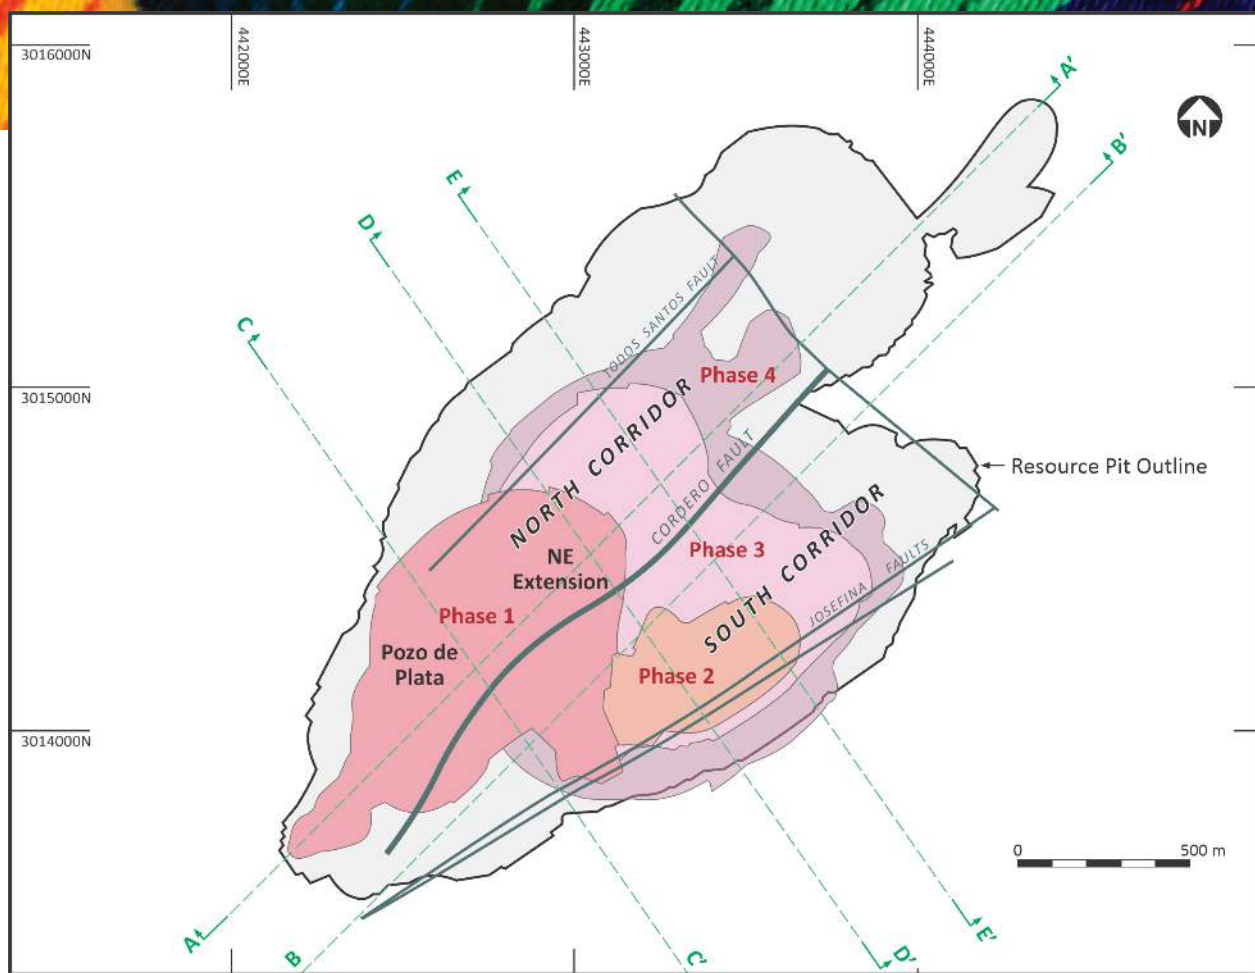 442000E
443000E
444000E
3016000N
A'
N
B'
E
D
TODOS SANTOS FAULT
C
3015000N
Phase 4
NORTH CORRIDOR
CORDERO FAULT
Resource Pit Outline
SOUTH CORRIDOR
Phase 3
NE
Extension
JOSEFINA FAULTS
Phase 1
Pozo de
Plata
Phase 2
3014000N
0
500 m
A
B
C'
D'
E'